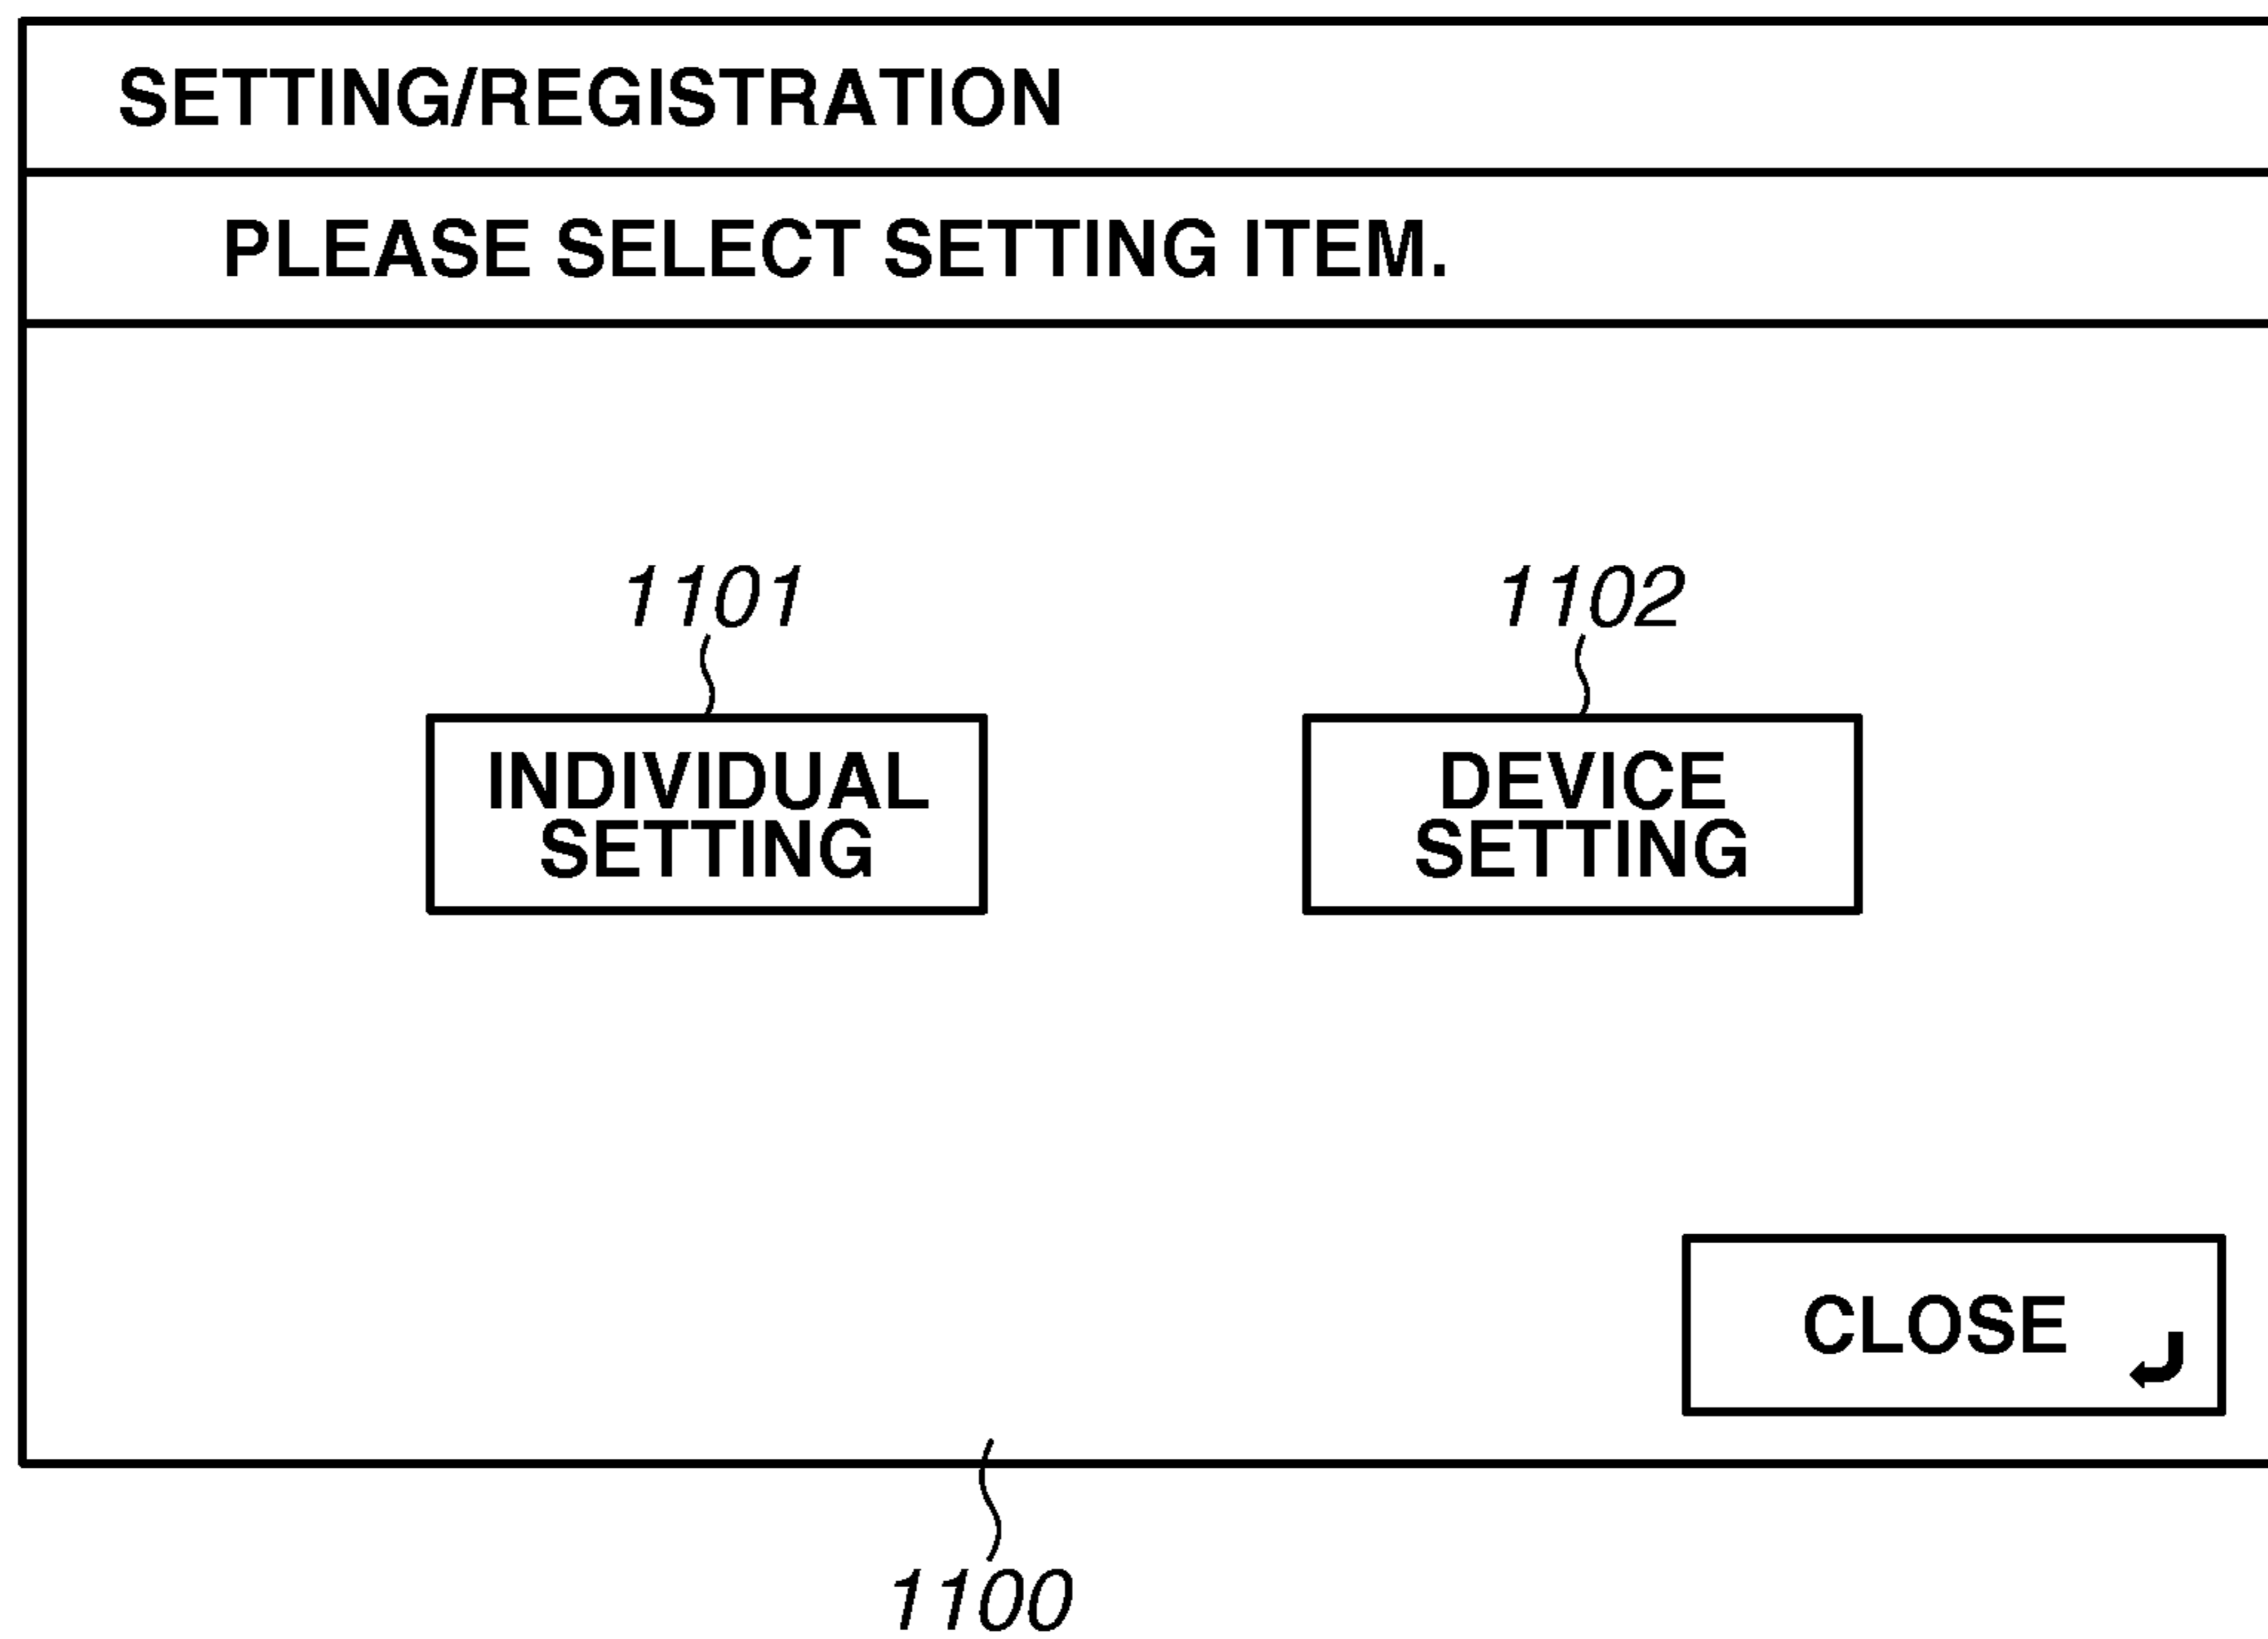 SETTING/REGISTRATION
PLEASE SELECT SETTING ITEM.
1101
1102
INDIVIDUAL
SETTING
DEVICE
SETTING
CLOSE
1100